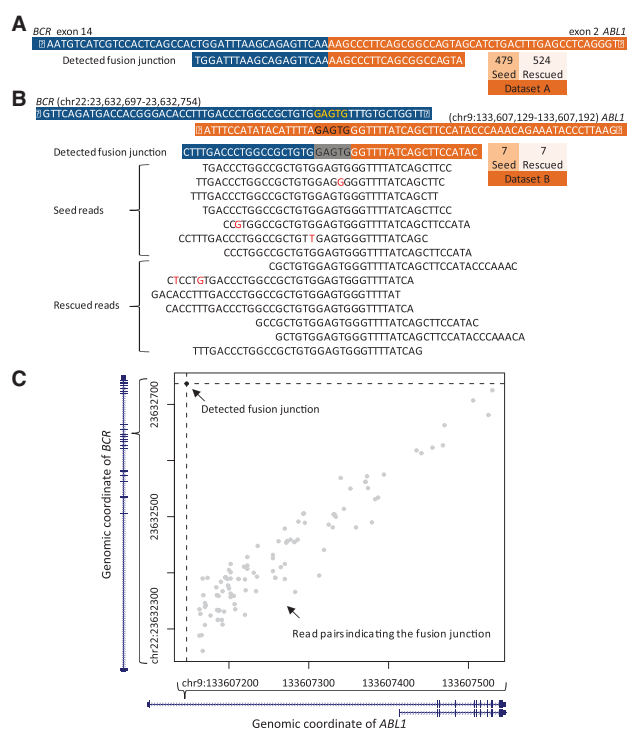 A
BCR exon 14
exon 2 ABL1
AATGTCATCGTCCACTCAGCCACTGGATTTAAGCAGAGTTCAAAAGCCCTTCAGCGGCCAGTAGCATCTGACTTTGAGCCTCAGGGT
Detected fusion junction
TGGATTTAAGCAGAGTTCAAAAGCCCTTCAGCGGCCAGTA
479 524
Seed Rescued
Dataset A
B
BCR (chr22:23,632,697-23,632,754)
GTTCAGATGACCACGGGACACCTTTGACCCTGGCCGCTGTGGAGTGTTTGTGCTGGTT
(chr9:133,607,129-133,607,192) ABL1
ATTTCCATATACATTTAGAGTGGGTTTTATCAGCTTCCATACCCAAACAGAAATACCCTTAAG
Detected fusion junction
CTTTGACCCTGGCCGCTGTGGAGTGGGTTTTATCAGCTTCCATAC
7 7
Seed Rescued
Dataset B
Seed reads
TGACCCTGGCCGCTGTGGAGTGGGTTTTATCAGCTTCC
TTGACCCTGGCCGCTGTGGAGGGGGTTTTATCAGCTTC
TTTGACCCTGGCCGCTGTGGAGTGGGTTTTATCAGCTT
TGACCCTGGCCGCTGTGGAGTGGGTTTTATCAGCTTCC
CCGTGGCCGCTGTGGAGTGGGTTTTATCAGCTTCCATA
CCTTTGACCCTGGCCGCTGTTGAGTGGGTTTTATCAGC
CCCTGGCCGCTGTGGAGTGGGTTTTATCAGCTTCCATA
Rescued reads
CGCTGTGGAGTGGGTTTTATCAGCTTCCATACCCAAAC
CTCCTGTGACCCTGGCCGCTGTGGAGTGGGTTTTATCA
GACACCTTTGACCCTGGCCGCTGTGGAGTGGGTTTTAT
CACCTTTGACCCTGGCCGCTGTGGAGTGGGTTTTATCA
GCCGCTGTGGAGTGGGTTTTATCAGCTTCCATAC
GCTGTGGAGTGGGTTTTATCAGCTTCCATACCCAAACA
TTTGACCCTGGCCGCTGTGGAGTGGGTTTTATCAG
C
Genomic coordinate of BCR
23632700
23632500
chr22:23632300
Detected fusion junction
Read pairs indicating the fusion junction
chr9:133607200 133607300 133607400 133607500
Genomic coordinate of ABL1